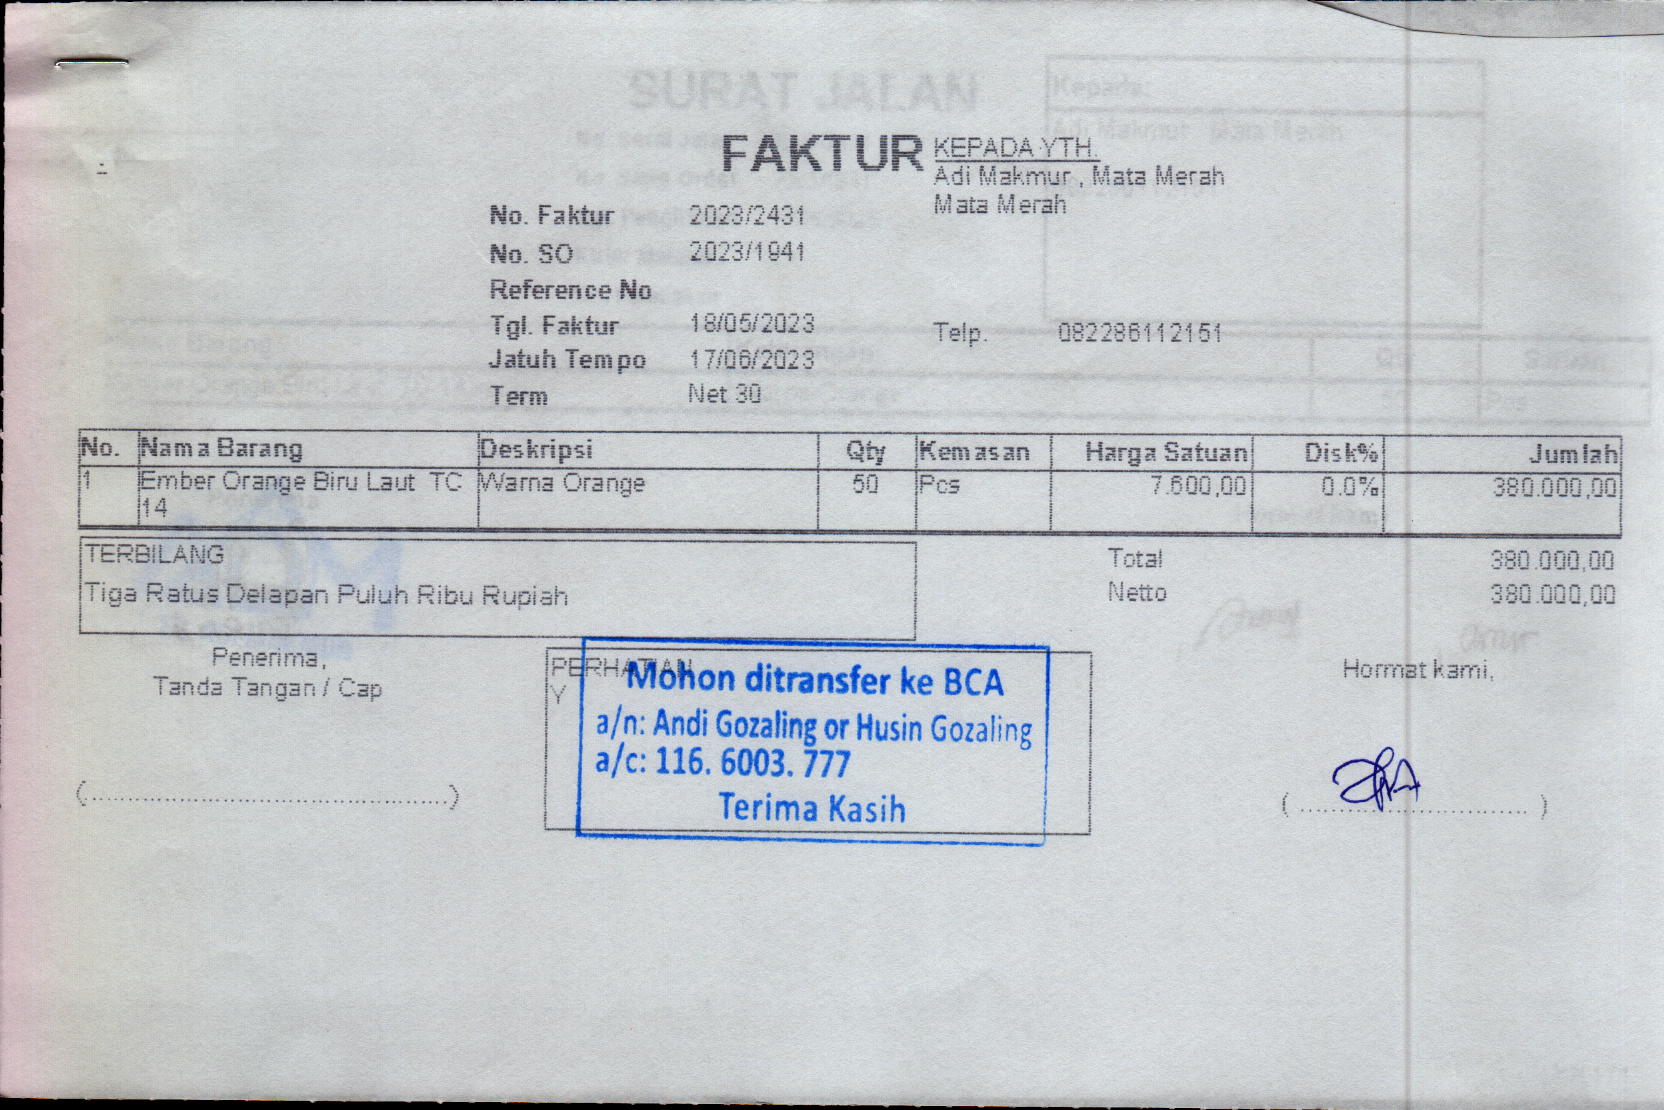 SURAT JALAN
Kepada:
Adi Makmur , Mata Merah
FAKTUR
KEPADA YTH.
Adi Makmur , Mata Merah
Mata Merah
No. Faktur 2023/2431
No. SO 2023/1941
Reference No
Tgl. Faktur 18/05/2023
Telp. 082286112151
Jatuh Tempo 17/06/2023
Term Net 30
No. Nama Barang Deskripsi Qty Kemasan Harga Satuan Disk% Jumlah
1 Ember Orange Biru Laut TC Warna Orange 50 Pcs 7.600,00 0.0% 380.000,00
14
TERBILANG
Tiga Ratus Delapan Puluh Ribu Rupiah
Total 380.000,00
Netto 380.000,00
Penerima,
Tanda Tangan / Cap
PERHATIAN
Y
Mohon ditransfer ke BCA
a/n: Andi Gozaling or Husin Gozaling
a/c: 116. 6003. 777
Terima Kasih
Hormat kami,